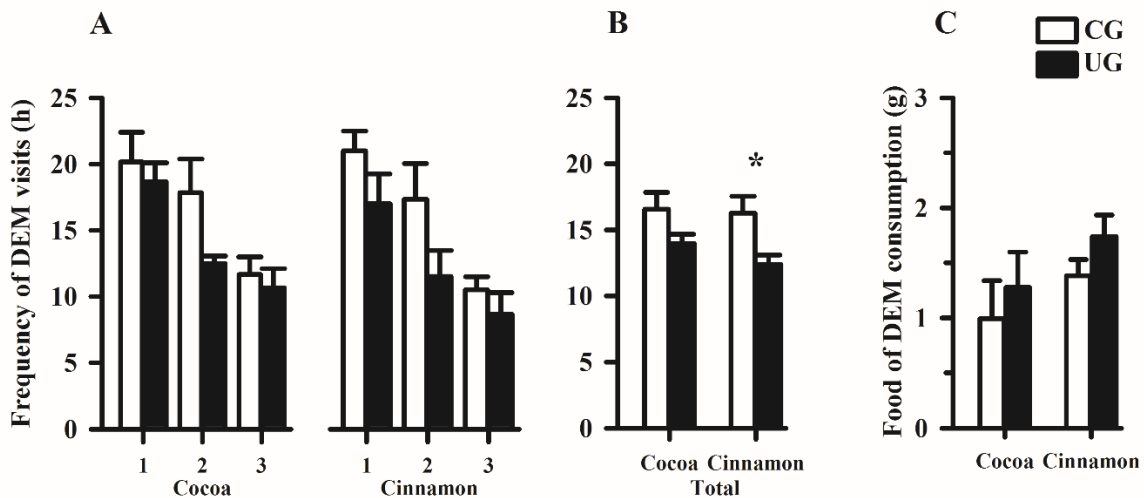 A
B
C
CG
UG
Frequency of DEM visits (h)
25
20
15
10
5
0
1 2 3
Cocoa
1 2 3
Cinnamon
25
20
15
10
5
0
*
Cocoa Cinnamon
Total
Food of DEM consumption (g)
3
2
1
0
Cocoa Cinnamon